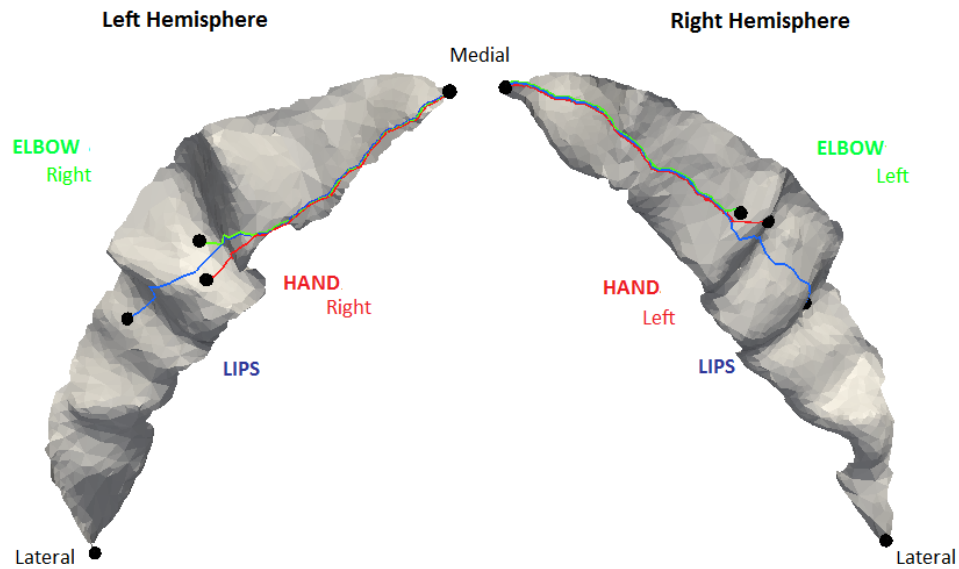 Left Hemisphere
Right Hemisphere
Medial
ELBOW
Right
ELBOW
Left
HAND
Right
HAND
Left
LIPS
LIPS
Lateral
Lateral